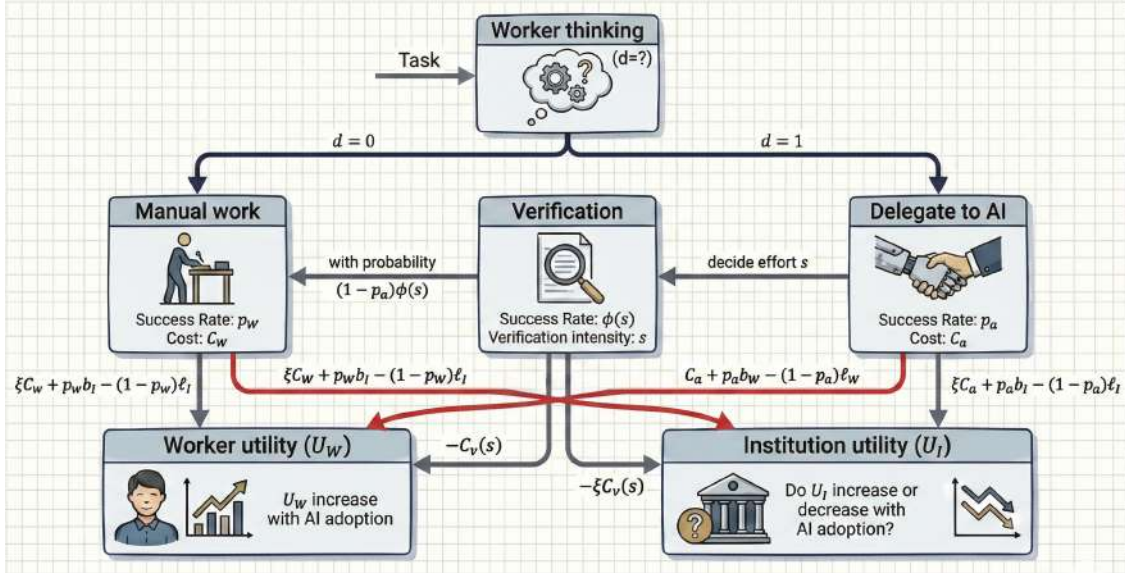 Worker thinking
(d=?)
?
Task
d = 0
d = 1
Manual work
Success Rate: p_w
Cost: C_w
with probability
(1−p_a)ϕ(s)
Verification
Success Rate: ϕ(s)
Verification intensity: s
decide effort s
Delegate to AI
Success Rate: p_a
Cost: C_a
ξC_w + p_w b_I − (1−p_w)ℓ_I
ξC_w + p_w b_I − (1−p_w)ℓ_I
C_a + p_a b_W − (1−p_a)ℓ_W
ξC_a + p_a b_I − (1−p_a)ℓ_I
Worker utility (U_W)
U_W increase
with AI adoption
−C_v(s)
−ξC_v(s)
Institution utility (U_I)
?
Do U_I increase or
decrease with
AI adoption?